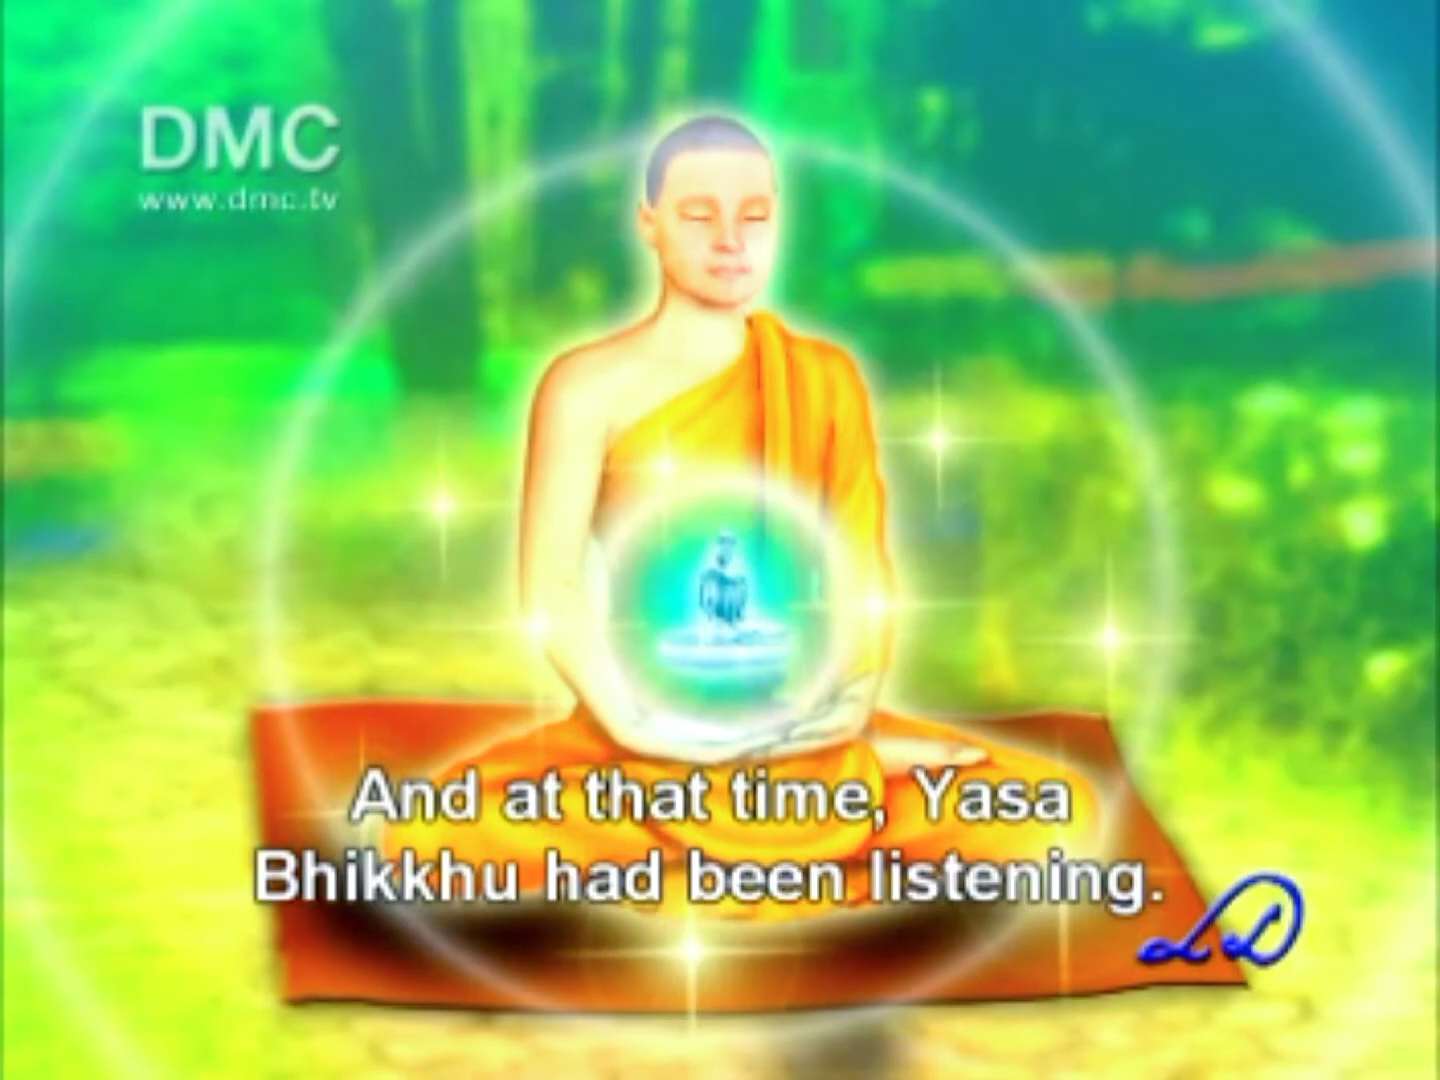 DMC
www.dmc.tv
And at that time, Yasa
Bhikkhu had been listening.